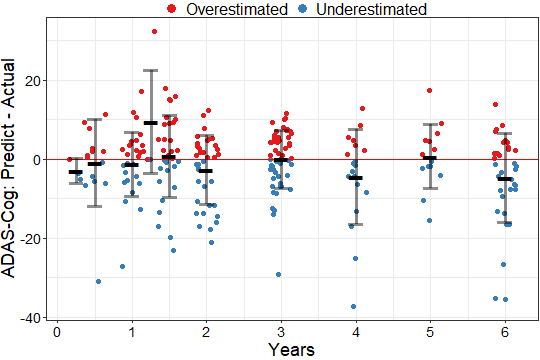 Overestimated Underestimated
ADAS-Cog: Predict - Actual
20
0
-20
-40
0 1 2 3 4 5 6
Years